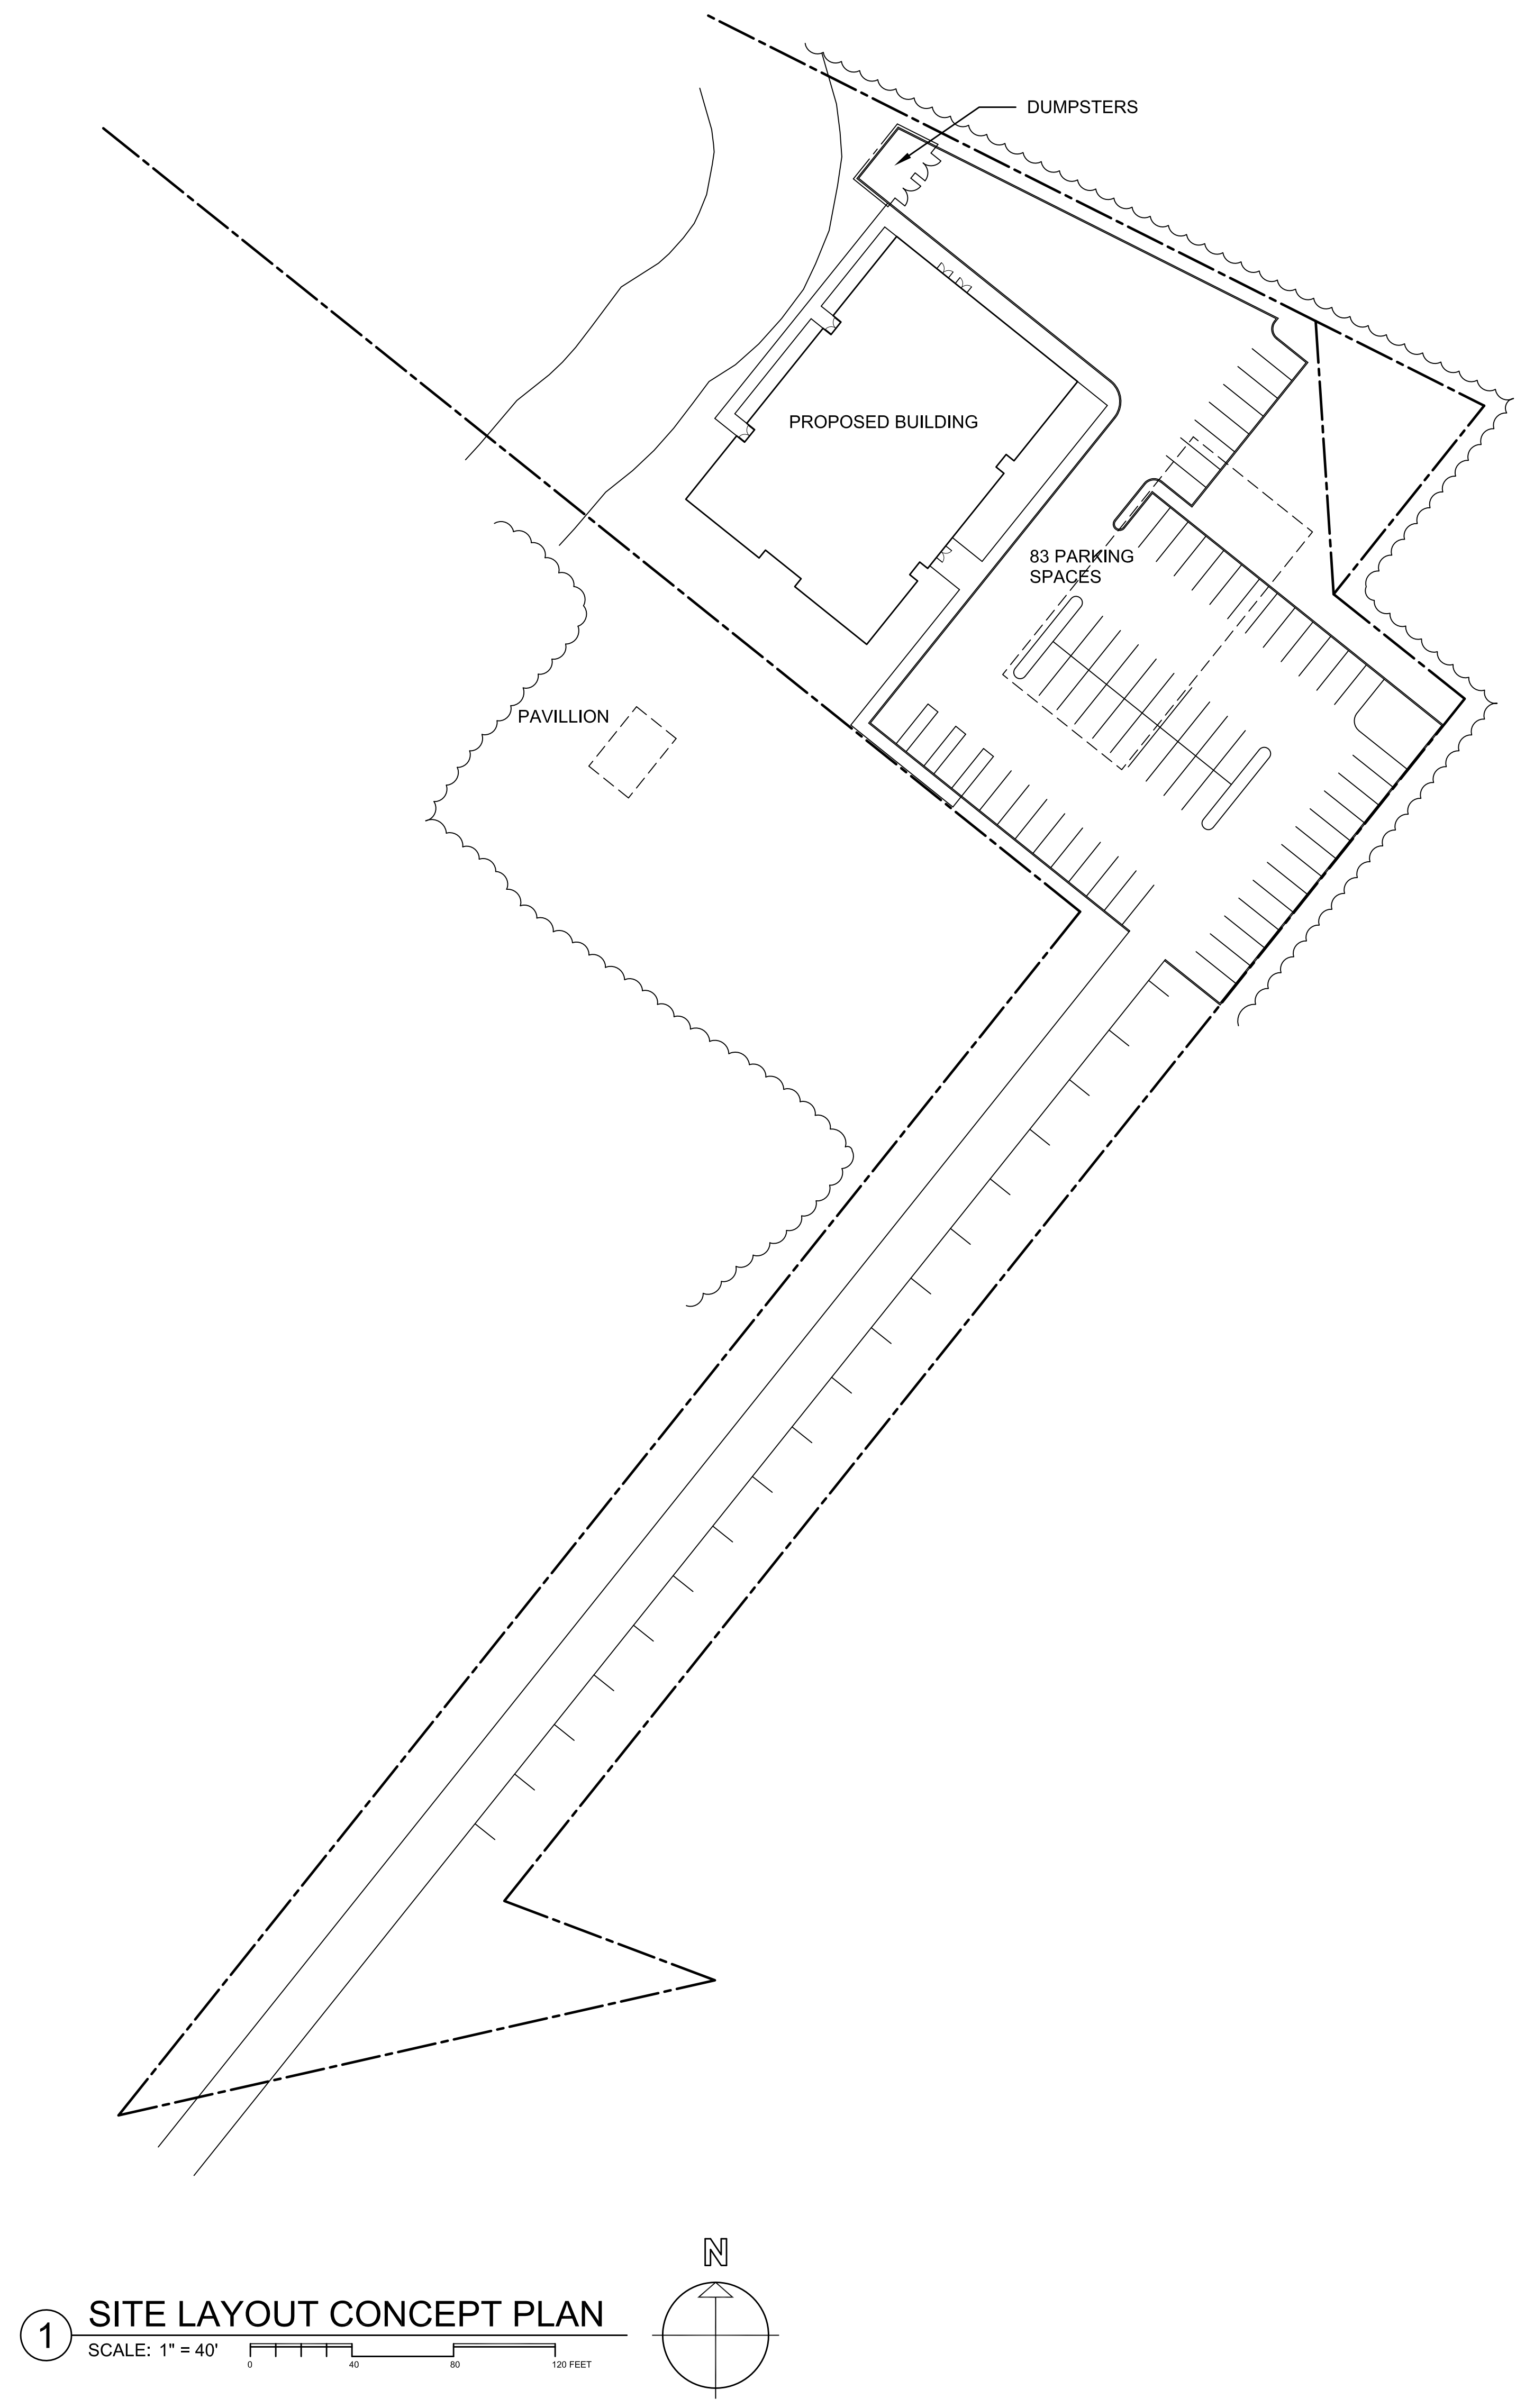 DUMPSTERS
PROPOSED BUILDING
83 PARKING
SPACES
PAVILLION
N
1
SITE LAYOUT CONCEPT PLAN
SCALE: 1" = 40'
0 40 80 120 FEET